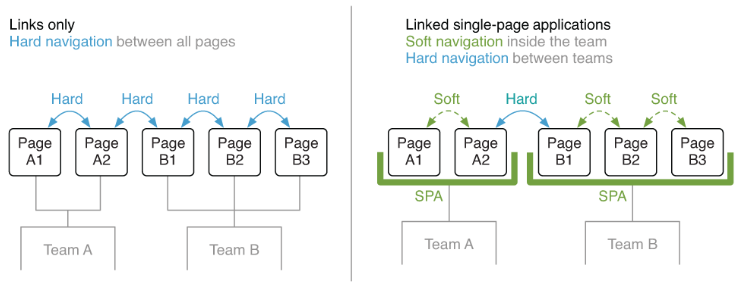 Links only
Hard navigation between all pages
Hard Hard Hard Hard
Page A1
Page A2
Page B1
Page B2
Page B3
Team A
Team B
Linked single-page applications
Soft navigation inside the team
Hard navigation between teams
Soft Hard Soft Soft
Page A1
Page A2
Page B1
Page B2
Page B3
SPA
SPA
Team A
Team B